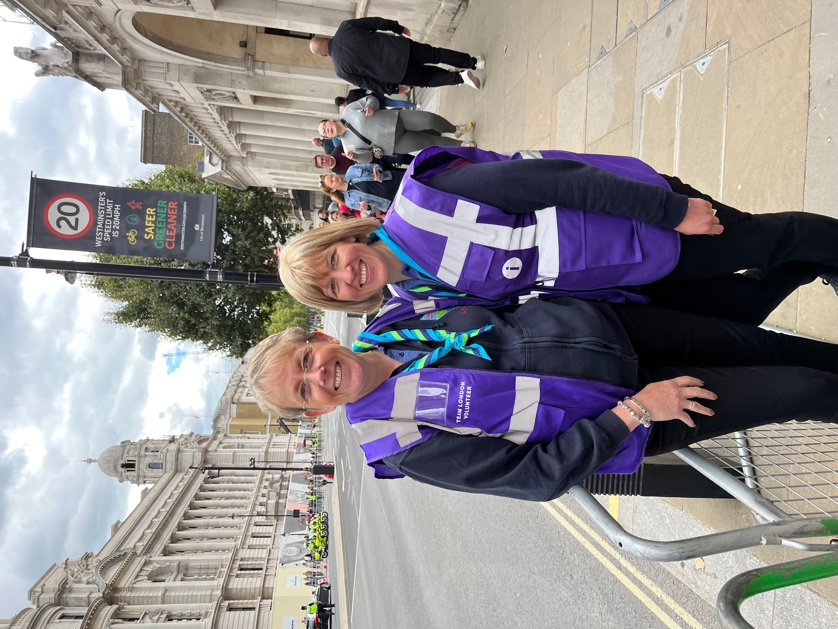 20
WESTMINSTER'S
SPEED LIMIT
IS 20MPH
SAFER
GREENER
CLEANER
i
TEAM LONDON
VOLUNTEER